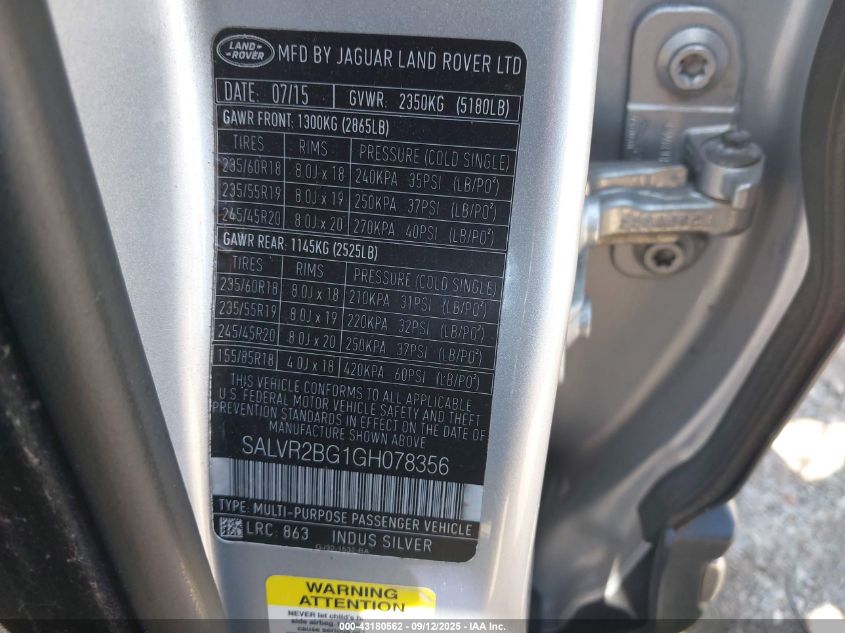 LAND ROVER
MFD BY JAGUAR LAND ROVER LTD
DATE: 07/15 GVWR: 2350KG (5180LB)
GAWR FRONT: 1300KG (2865LB)
TIRES RIMS PRESSURE (COLD SINGLE)
235/60R18 8.0J x 18 240KPA 35PSI (LB/PO²)
235/55R19 8.0J x 19 250KPA 37PSI (LB/PO²)
245/45R20 8.0J x 20 270KPA 40PSI (LB/PO²)
GAWR REAR: 1145KG (2525LB)
TIRES RIMS PRESSURE (COLD SINGLE)
235/60R18 8.0J x 18 210KPA 31PSI (LB/PO²)
235/55R19 8.0J x 19 220KPA 32PSI (LB/PO²)
245/45R20 8.0J x 20 250KPA 37PSI (LB/PO²)
155/85R18 4.0J x 18 420KPA 60PSI (LB/PO²)
THIS VEHICLE CONFORMS TO ALL APPLICABLE
U.S. FEDERAL MOTOR VEHICLE SAFETY AND THEFT
PREVENTION STANDARDS IN EFFECT ON THE DATE OF
MANUFACTURE SHOWN ABOVE
SALVR2BG1GH078356
TYPE: MULTI-PURPOSE PASSENGER VEHICLE
LRC: 863 INDUS SILVER
WARNING
ATTENTION
NEVER let child's
side airbag
cause serious
000-43180562 - 09/12/2025 - IAA Inc.